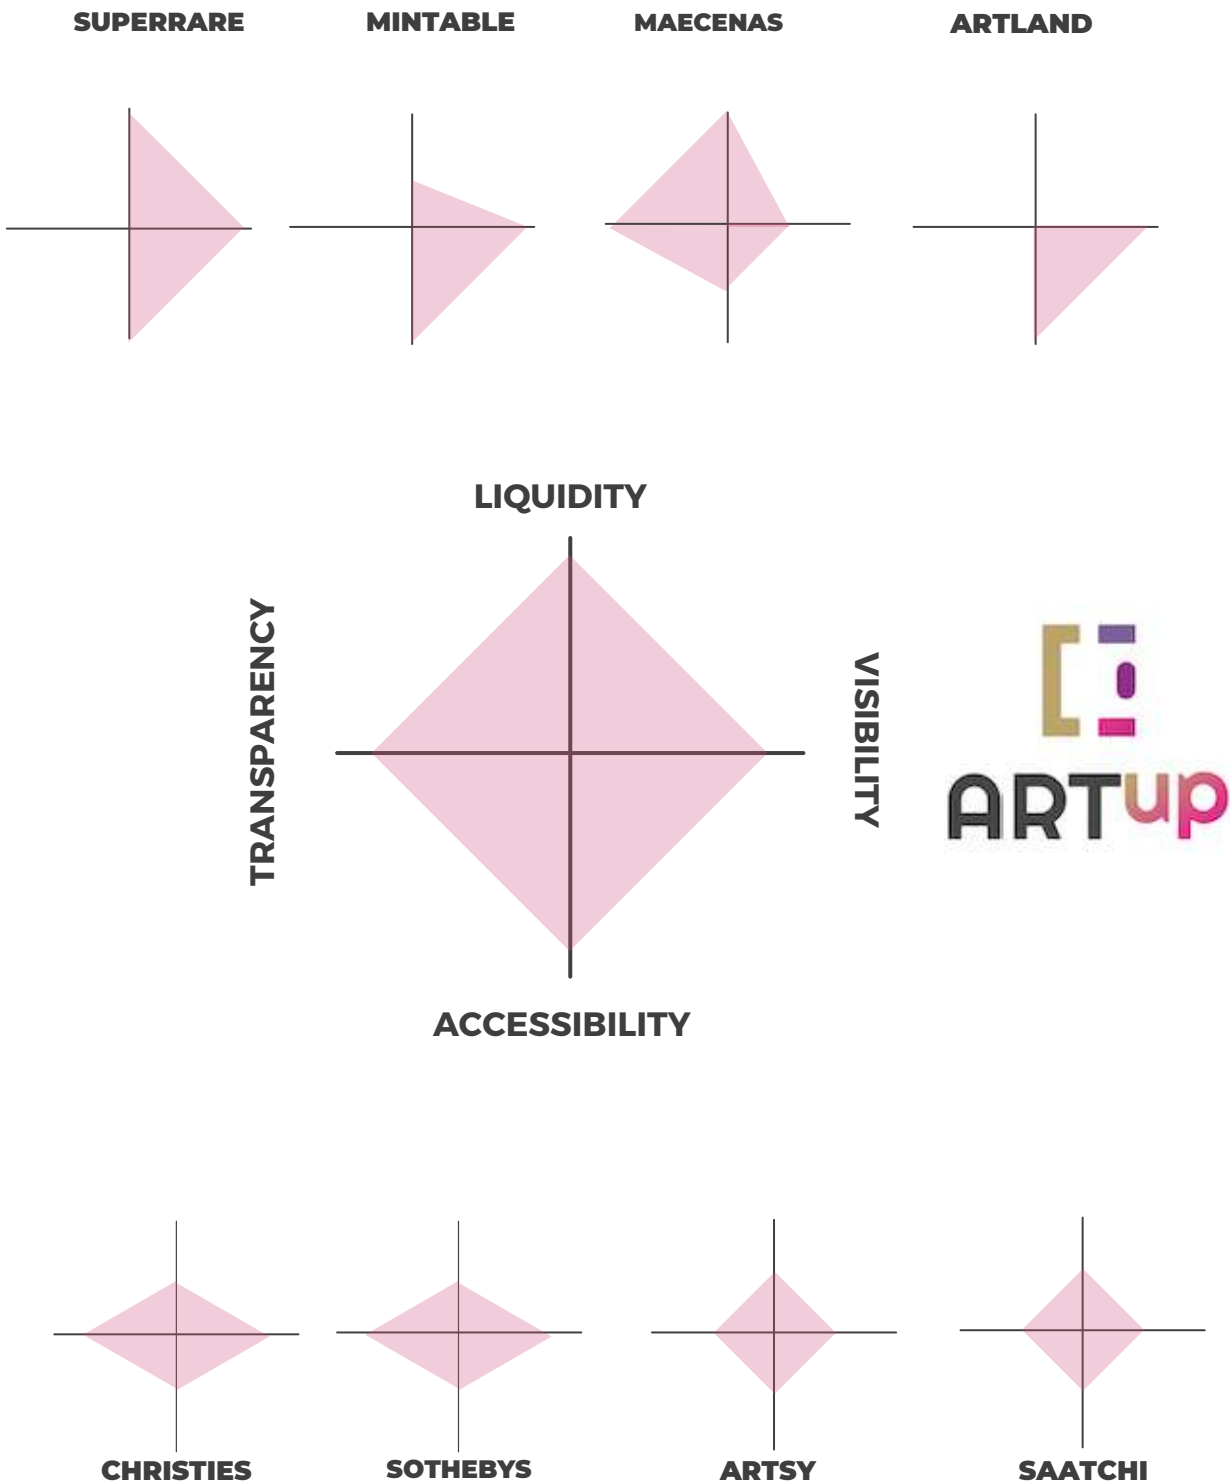 SUPERRARE MINTABLE MAECENAS ARTLAND
LIQUIDITY
TRANSPARENCY
VISIBILITY
ARTup
ACCESSIBILITY
CHRISTIES SOTHEBYS ARTSY SAATCHI